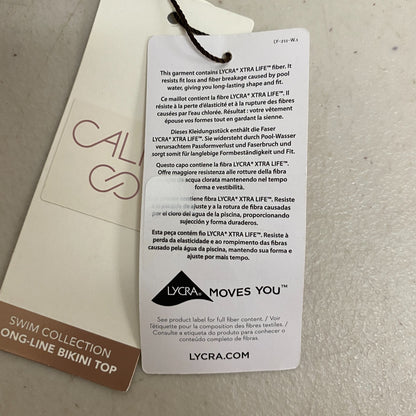 CF-210-W.1
This garment contains LYCRA® XTRA LIFE™ fiber. It
resists fit loss and fiber breakage caused by pool
water, giving you long-lasting shape and fit.
Ce maillot contient la fibre LYCRA® XTRA LIFE™. Il
résiste à la perte d'élasticité et à la rupture des fibres
causées par l'eau chlorée. Résultat : votre vêtement
épouse vos formes tout en gardant la sienne.
Dieses Kleidungsstück enthält die Faser
LYCRA® XTRA LIFE™. Sie widersteht durch Pool-Wasser
verursachtem Passformverlust und Faserbruch und
sorgt somit für langlebige Formbeständigkeit und Fit.
Questo capo contiene la fibra LYCRA® XTRA LIFE™.
Offre maggiore resistenza alle rotture della fibra
da acqua clorata mantenendo nel tempo
forma e vestibilità.
contiene fibra LYCRA® XTRA LIFE™. Resiste
de ajuste y a la rotura de fibra causadas
por el cloro del agua de la piscina, proporcionando
sujección y forma duraderos.
Esta peça contém fio LYCRA® XTRA LIFE™. Resiste à
perda da elasticidade e ao rompimento das fibras
causado pela água da piscina, mantendo sua forma e
ajuste por mais tempo.
LYCRA® MOVES YOU™
See product label for full fiber content. / Voir
l'étiquette pour la composition des fibres textiles. /
Consulte a etiqueta do produto para conhecer o
conteúdo completo de fibras.
LYCRA.COM
CALI
CO
SWIM COLLECTION
ONG-LINE BIKINI TOP